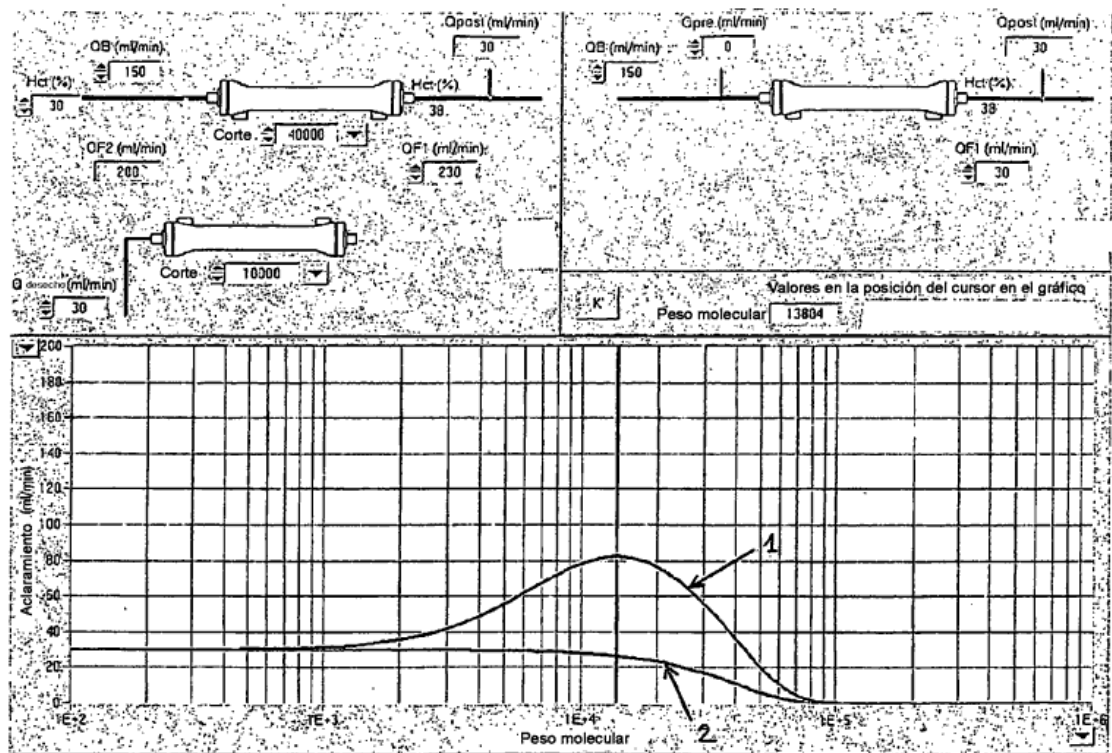 Qpost (ml/min)
30
QB (ml/min)
150
Hct (%)
30
Hct (%)
38
Corte
40000
QF2 (ml/min)
200
QF1 (ml/min)
230
Corte
10000
Q desecho (ml/min)
30
Qpre (ml/min)
0
Qpost (ml/min)
30
QB (ml/min)
150
Hct (%)
38
QF1 (ml/min)
30
K
Valores en la posición del cursor en el gráfico
Peso molecular 13804
Aclaramiento (ml/min)
200
180
160
140
120
100
80
60
40
20
0
1
2
1E-2 1E+3 1E+4 1E-5 1E-6
Peso molecular